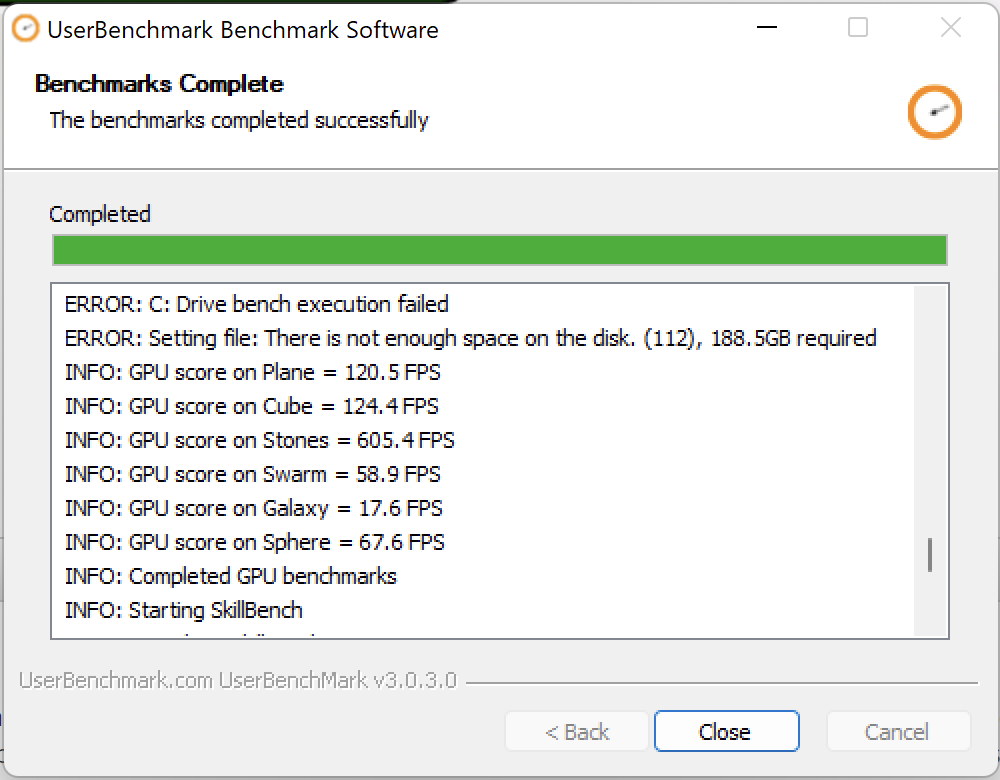 UserBenchmark Benchmark Software
Benchmarks Complete
The benchmarks completed successfully
Completed
ERROR: C: Drive bench execution failed
ERROR: Setting file: There is not enough space on the disk. (112), 188.5GB required
INFO: GPU score on Plane = 120.5 FPS
INFO: GPU score on Cube = 124.4 FPS
INFO: GPU score on Stones = 605.4 FPS
INFO: GPU score on Swarm = 58.9 FPS
INFO: GPU score on Galaxy = 17.6 FPS
INFO: GPU score on Sphere = 67.6 FPS
INFO: Completed GPU benchmarks
INFO: Starting SkillBench
UserBenchmark.com UserBenchMark v3.0.3.0
< Back Close Cancel